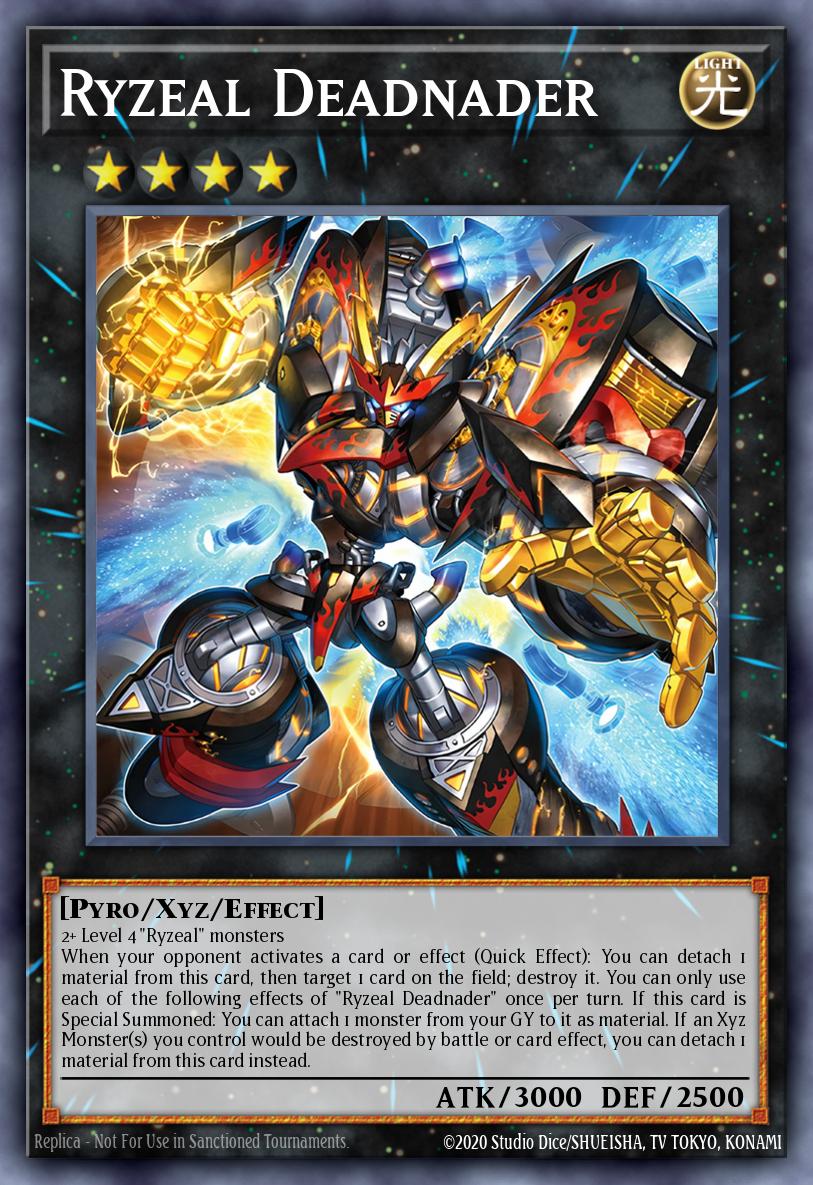 Ryzeal Deadnader
LIGHT
光
[Pyro/Xyz/Effect]
2+ Level 4 "Ryzeal" monsters
When your opponent activates a card or effect (Quick Effect): You can detach 1
material from this card, then target 1 card on the field; destroy it. You can only use
each of the following effects of "Ryzeal Deadnader" once per turn. If this card is
Special Summoned: You can attach 1 monster from your GY to it as material. If an Xyz
Monster(s) you control would be destroyed by battle or card effect, you can detach 1
material from this card instead.
ATK/3000 DEF/2500
Replica - Not For Use in Sanctioned Tournaments.
©2020 Studio Dice/SHUEISHA, TV TOKYO, KONAMI